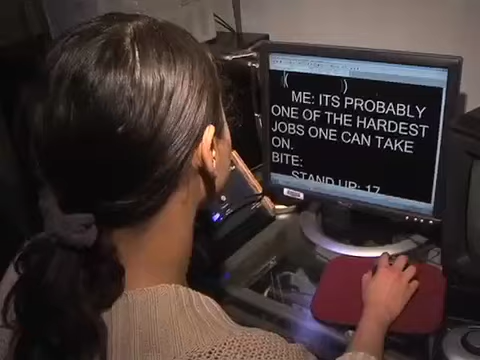 ( )
ME: ITS PROBABLY
ONE OF THE HARDEST
JOBS ONE CAN TAKE
ON.
BITE:
STAND UP: 17